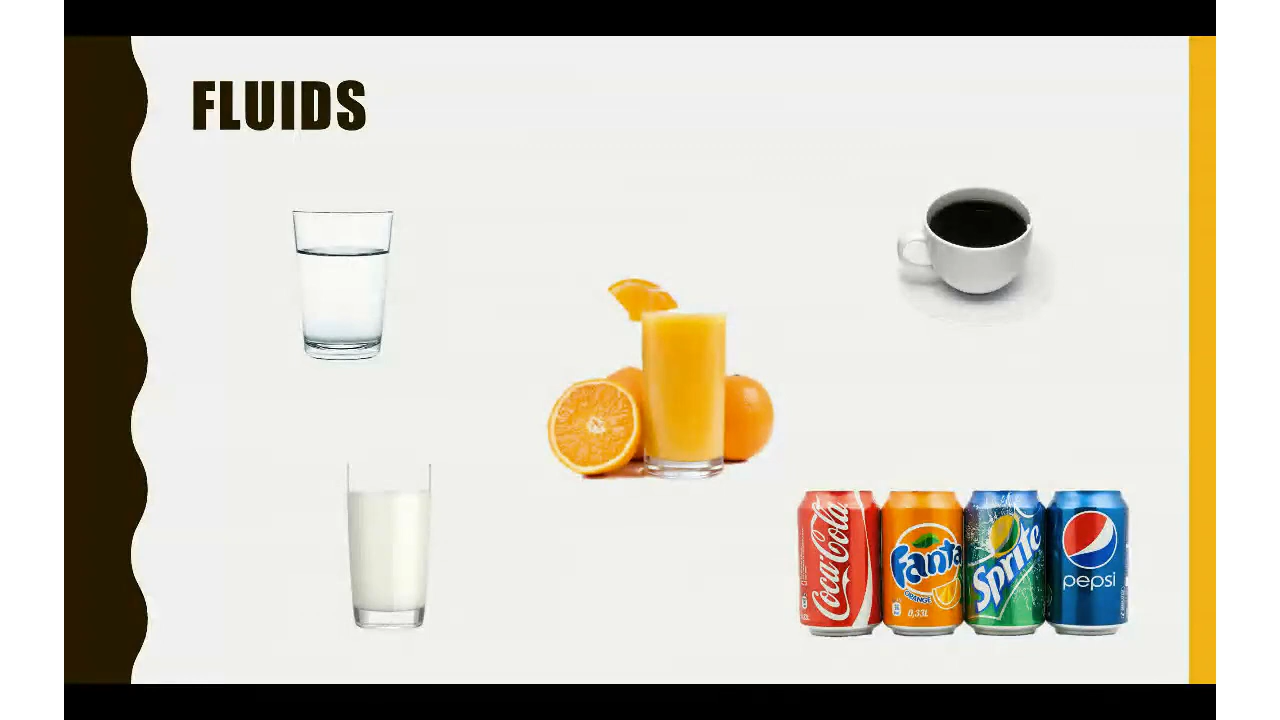 FLUIDS
Coca-Cola
Fanta
ORANGE
0,33L
Sprite
pepsi